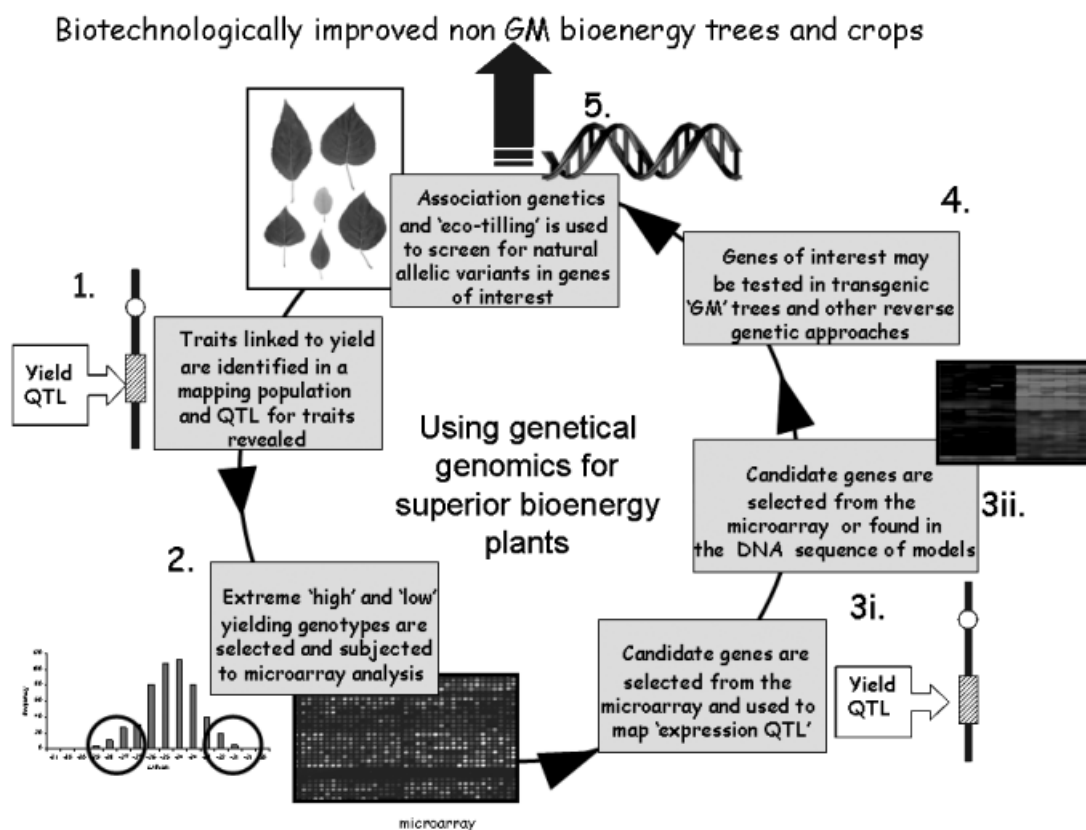 Biotechnologically improved non GM bioenergy trees and crops
5.
Association genetics
and 'eco-tilling' is used
to screen for natural
allelic variants in genes
of interest
4.
Genes of interest may
be tested in transgenic
'GM' trees and other reverse
genetic approaches
1.
Yield
QTL
Traits linked to yield
are identified in a
mapping population
and QTL for traits
revealed
Using genetical
genomics for
superior bioenergy
plants
Candidate genes are
selected from the
microarray or found in
the DNA sequence of models
3ii.
2.
Extreme 'high' and 'low'
yielding genotypes are
selected and subjected
to microarray analysis
3i.
Candidate genes are
selected from the
microarray and used to
map 'expression QTL'
Yield
QTL
microarray